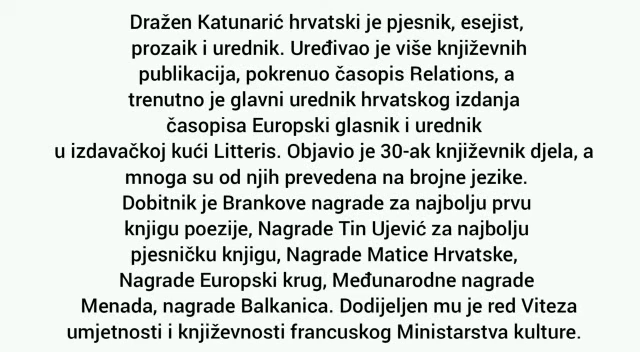 Dražen Katunarić hrvatski je pjesnik, esejist,
prozaik i urednik. Uređivao je više književnih
publikacija, pokrenuo časopis Relations, a
trenutno je glavni urednik hrvatskog izdanja
časopisa Europski glasnik i urednik
u izdavačkoj kući Litteris. Objavio je 30-ak književnik djela, a
mnoga su od njih prevedena na brojne jezike.
Dobitnik je Brankove nagrade za najbolju prvu
knjigu poezije, Nagrade Tin Ujević za najbolju
pjesničku knjigu, Nagrade Matice Hrvatske,
Nagrade Europski krug, Međunarodne nagrade
Menada, nagrade Balkanica. Dodijeljen mu je red Viteza
umjetnosti i književnosti francuskog Ministarstva kulture.